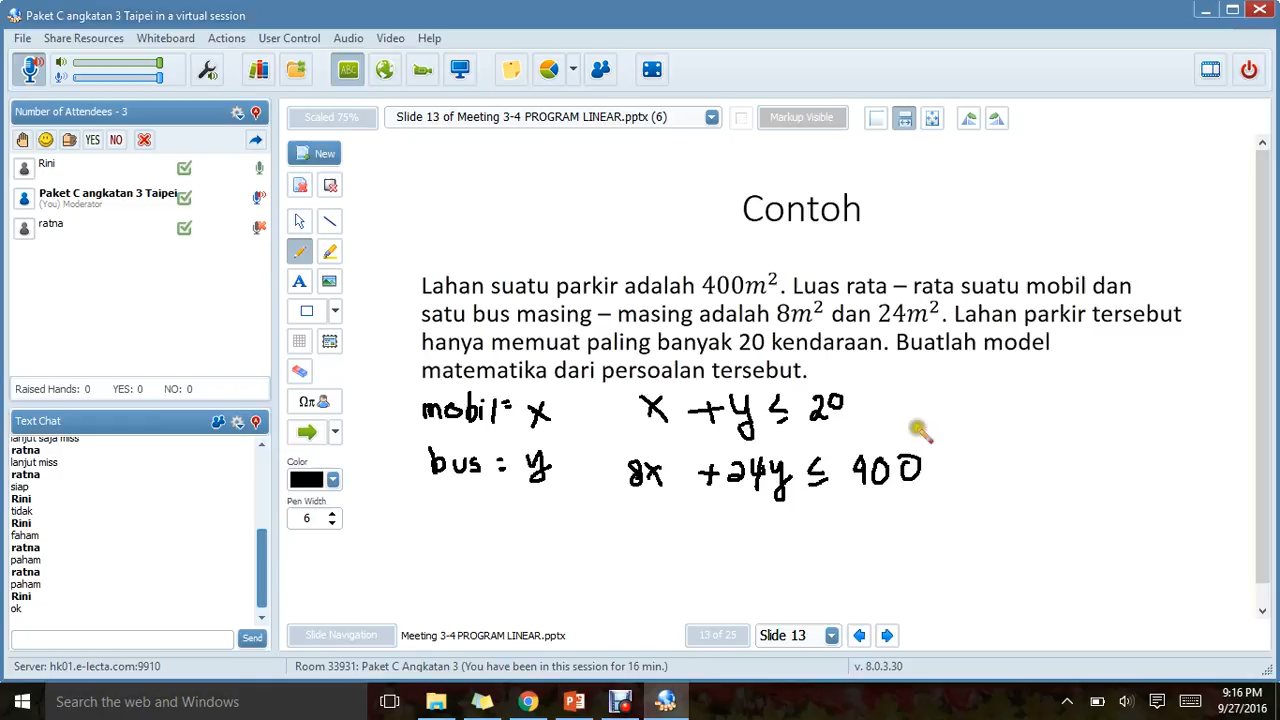 Paket C angkatan 3 Taipei in a virtual session
File Share Resources Whiteboard Actions User Control Audio Video Help
ABC
Number of Attendees - 3
YES NO
Rini
Paket C angkatan 3 Taipei
(You) Moderator
ratna
Raised Hands: 0 YES: 0 NO: 0
Text Chat
lanjut saja miss
ratna
lanjut miss
ratna
siap
Rini
tidak
Rini
faham
ratna
paham
ratna
paham
Rini
ok
Send
Scaled 75% Slide 13 of Meeting 3-4 PROGRAM LINEAR.pptx (6) Markup Visible
New
A
Ωπ
Color
Pen Width
6
Contoh
Lahan suatu parkir adalah 400m². Luas rata – rata suatu mobil dan
satu bus masing – masing adalah 8m² dan 24m². Lahan parkir tersebut
hanya memuat paling banyak 20 kendaraan. Buatlah model
matematika dari persoalan tersebut.
mobil = x x + y ≤ 20
bus = y 8x + 24y ≤ 400
Slide Navigation Meeting 3-4 PROGRAM LINEAR.pptx 13 of 25 Slide 13
Server: hk01.e-lecta.com:9910 Room 33931: Paket C Angkatan 3 (You have been in this session for 16 min.) v. 8.0.3.30
Search the web and Windows
9:16 PM
9/27/2016